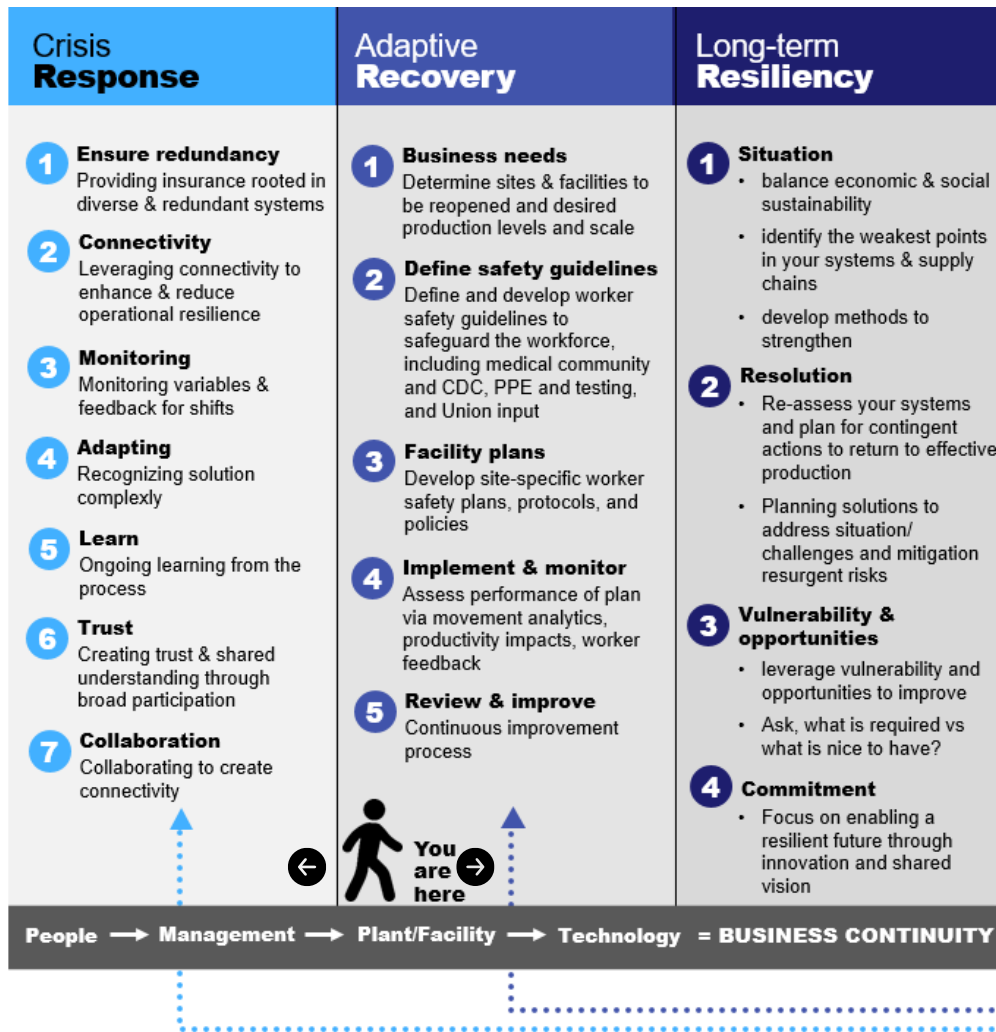 Crisis
Response
1
Ensure redundancy
Providing insurance rooted in
diverse & redundant systems
2
Connectivity
Leveraging connectivity to
enhance & reduce
operational resilience
3
Monitoring
Monitoring variables &
feedback for shifts
4
Adapting
Recognizing solution
complexly
5
Learn
Ongoing learning from the
process
6
Trust
Creating trust & shared
understanding through
broad participation
7
Collaboration
Collaborating to create
connectivity
Adaptive
Recovery
1
Business needs
Determine sites & facilities to
be reopened and desired
production levels and scale
2
Define safety guidelines
Define and develop worker
safety guidelines to
safeguard the workforce,
including medical community
and CDC, PPE and testing,
and Union input
3
Facility plans
Develop site-specific worker
safety plans, protocols, and
policies
4
Implement & monitor
Assess performance of plan
via movement analytics,
productivity impacts, worker
feedback
5
Review & improve
Continuous improvement
process
You
are
here
Long-term
Resiliency
1
Situation
• balance economic & social
sustainability
• identify the weakest points
in your systems & supply
chains
• develop methods to
strengthen
2
Resolution
• Re-assess your systems
and plan for contingent
actions to return to effective
production
• Planning solutions to
address situation/
challenges and mitigation
resurgent risks
3
Vulnerability &
opportunities
• leverage vulnerability and
opportunities to improve
• Ask, what is required vs
what is nice to have?
4
Commitment
• Focus on enabling a
resilient future through
innovation and shared
vision
People → Management → Plant/Facility → Technology = BUSINESS CONTINUITY